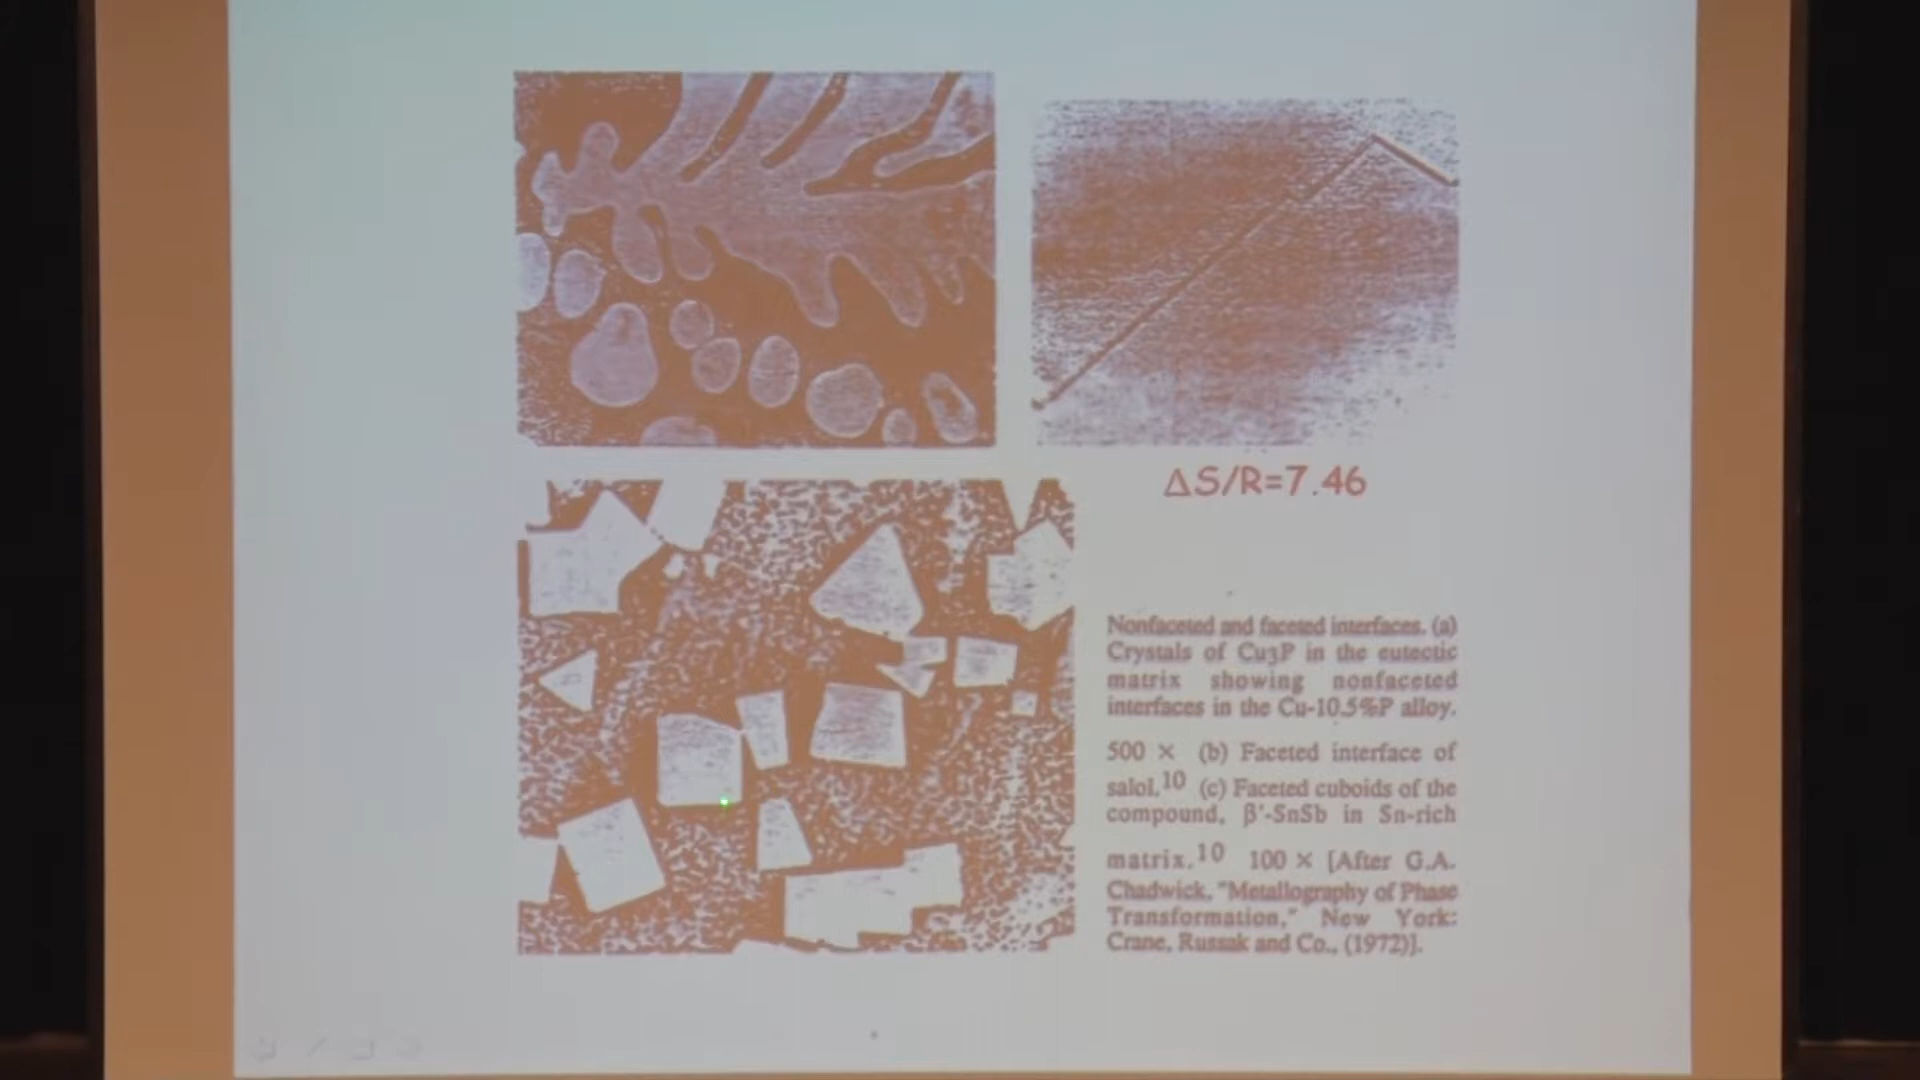 ΔS/R=7.46
Nonfaceted and faceted interfaces. (a)
Crystals of Cu3P in the eutectic
matrix showing nonfaceted
interfaces in the Cu-10.5%P alloy.
500 × (b) Faceted interface of
salol.10 (c) Faceted cuboids of the
compound, β'-SnSb in Sn-rich
matrix.10 100 × [After G.A.
Chadwick, "Metallography of Phase
Transformation," New York:
Crane, Russak and Co., (1972)].